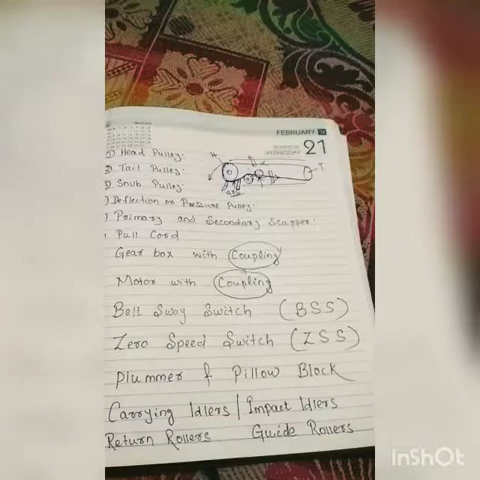 FEBRUARY
WEDNESDAY
21
① Head Pulley:
② Tail Pulley:
③ Snub Pulley:
) Deflection or Pressure Pulley:
) Primary and Secondary Scapper:
Pull Cord
Gear box with Coupling
Motor with Coupling
Bell Sway Switch (BSS)
Zero Speed Switch (ZSS)
Plummer & Pillow Block
Carrying Idlers / Impact Idlers
Return Rollers Guide Rollers
H
T
InShOt